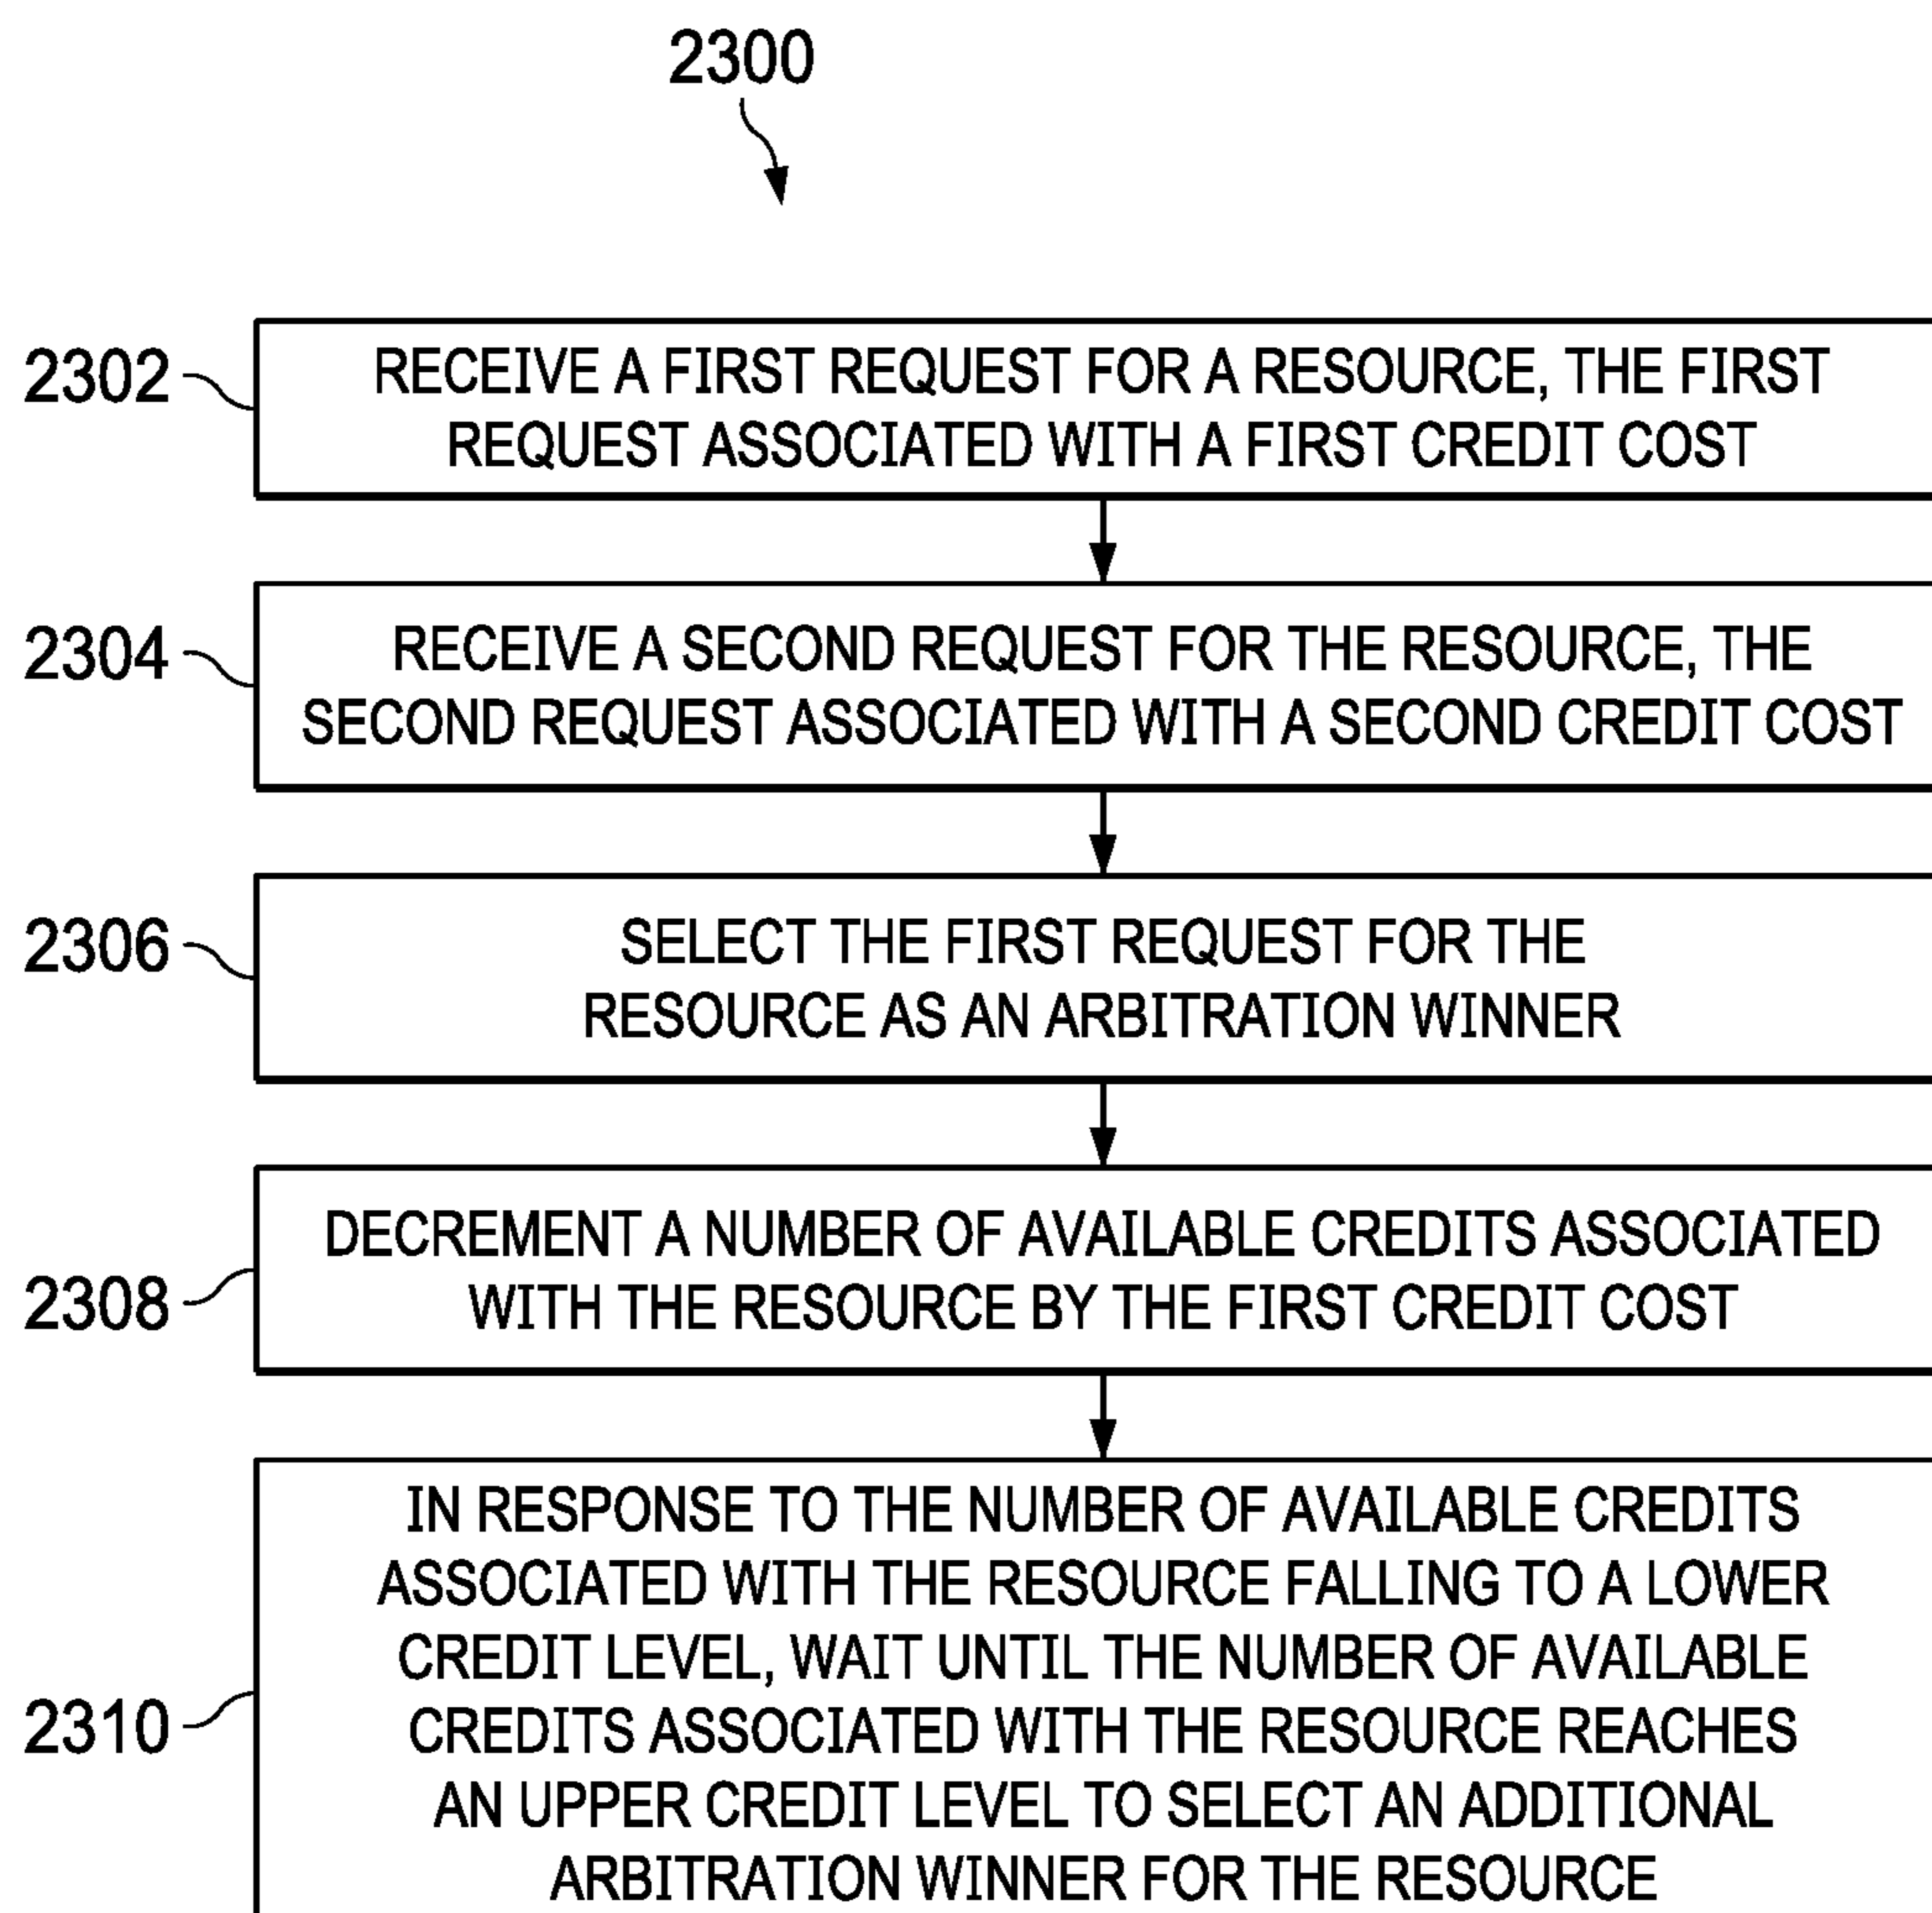 2300
2302
RECEIVE A FIRST REQUEST FOR A RESOURCE, THE FIRST
REQUEST ASSOCIATED WITH A FIRST CREDIT COST
2304
RECEIVE A SECOND REQUEST FOR THE RESOURCE, THE
SECOND REQUEST ASSOCIATED WITH A SECOND CREDIT COST
2306
SELECT THE FIRST REQUEST FOR THE
RESOURCE AS AN ARBITRATION WINNER
2308
DECREMENT A NUMBER OF AVAILABLE CREDITS ASSOCIATED
WITH THE RESOURCE BY THE FIRST CREDIT COST
2310
IN RESPONSE TO THE NUMBER OF AVAILABLE CREDITS
ASSOCIATED WITH THE RESOURCE FALLING TO A LOWER
CREDIT LEVEL, WAIT UNTIL THE NUMBER OF AVAILABLE
CREDITS ASSOCIATED WITH THE RESOURCE REACHES
AN UPPER CREDIT LEVEL TO SELECT AN ADDITIONAL
ARBITRATION WINNER FOR THE RESOURCE